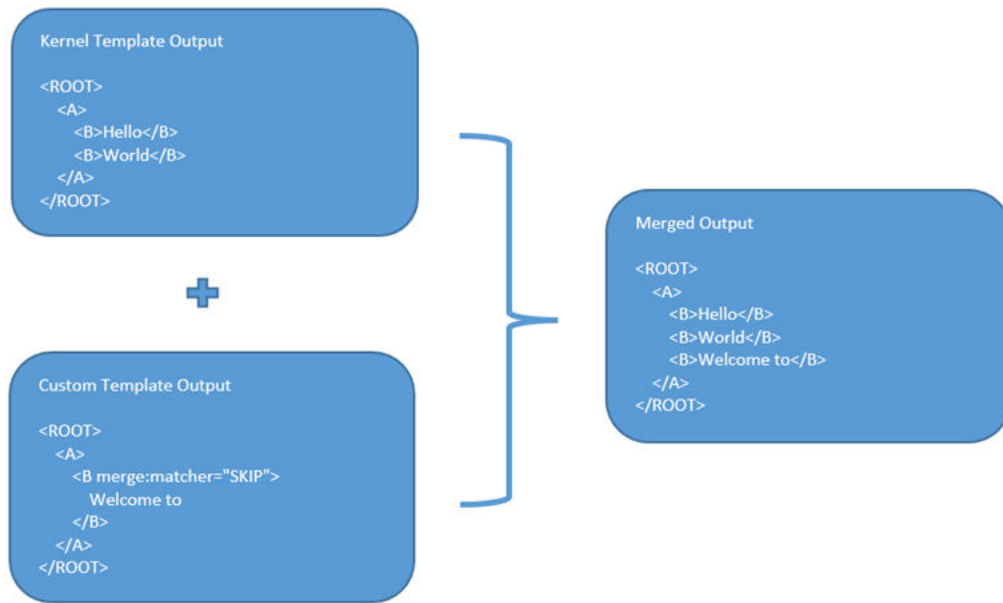 Kernel Template Output
<ROOT>
<A>
<B>Hello</B>
<B>World</B>
</A>
</ROOT>
Custom Template Output
<ROOT>
<A>
<B merge:matcher="SKIP">
Welcome to
</B>
</A>
</ROOT>
Merged Output
<ROOT>
<A>
<B>Hello</B>
<B>World</B>
<B>Welcome to</B>
</A>
</ROOT>